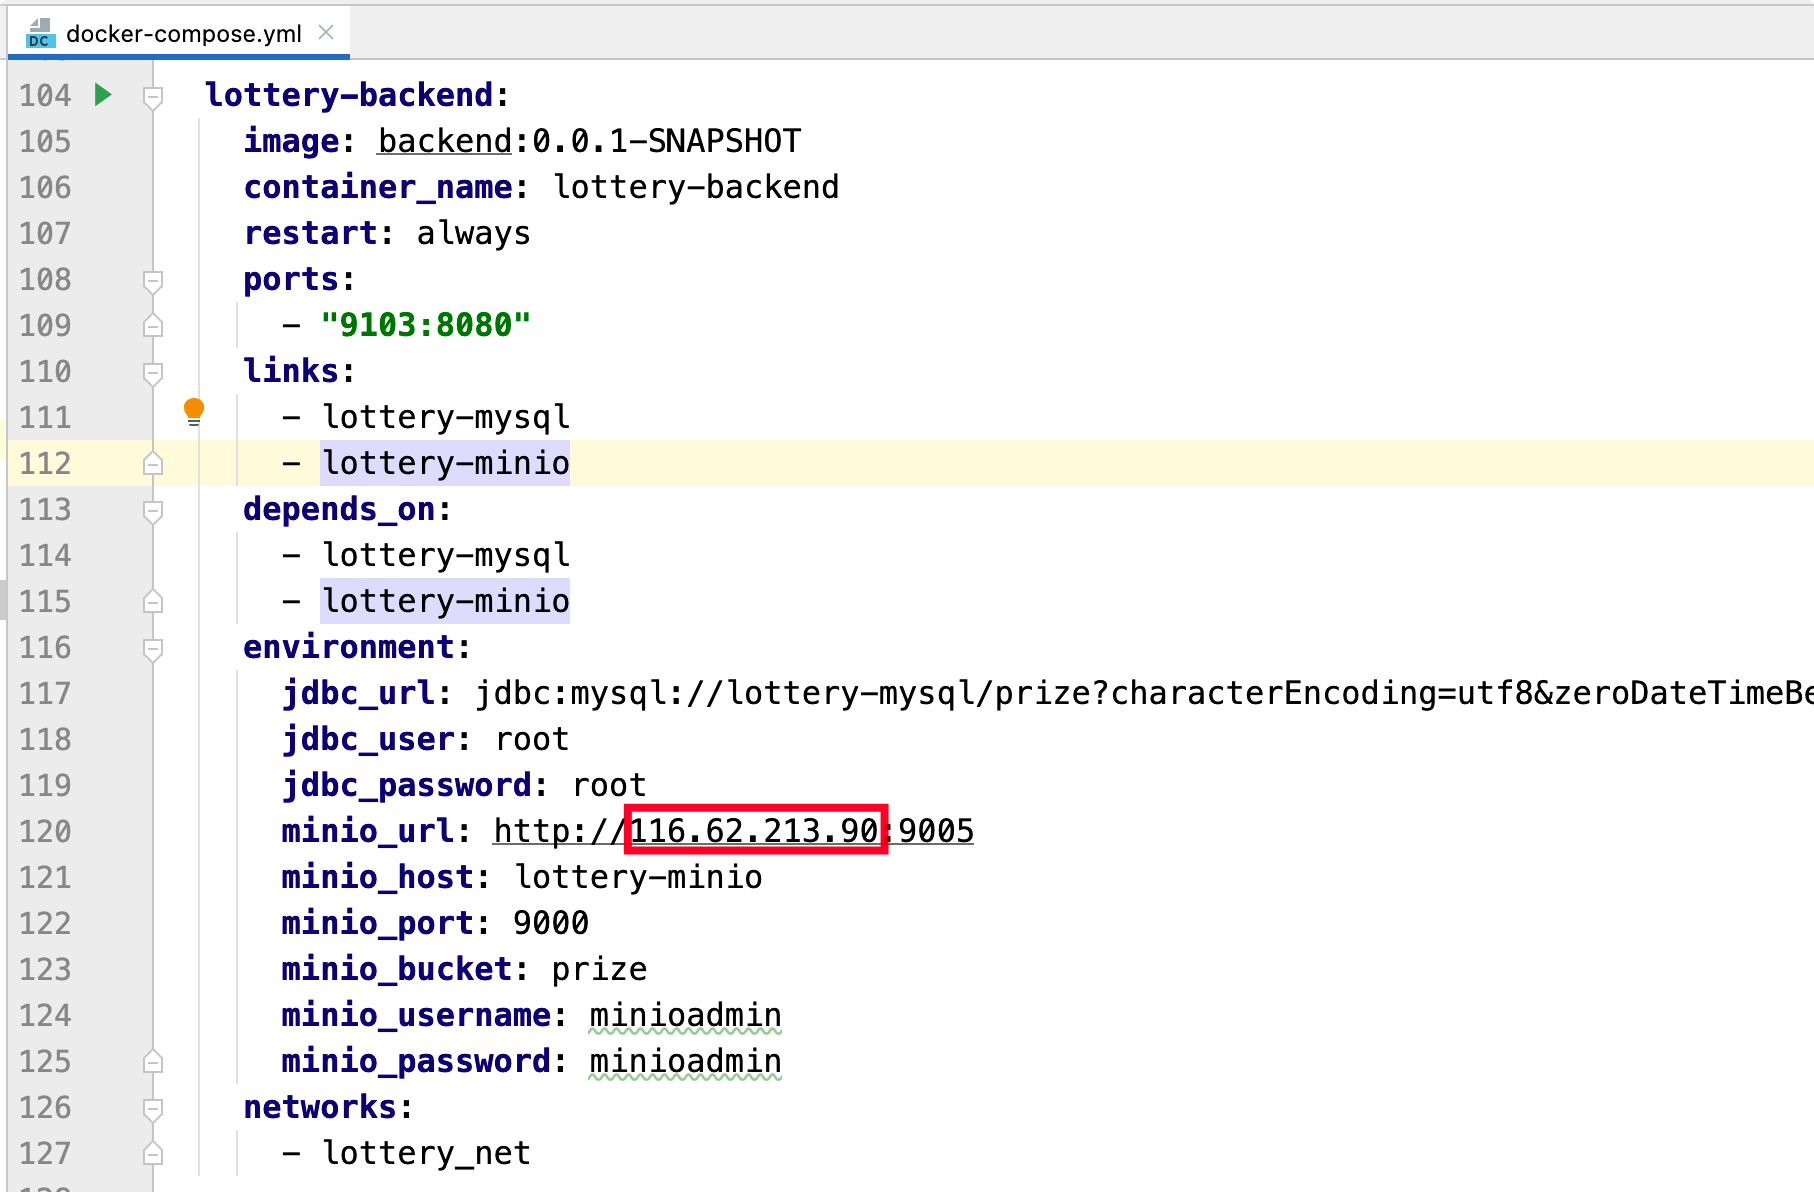 DC docker-compose.yml
104 lottery-backend:
105 image: backend:0.0.1-SNAPSHOT
106 container_name: lottery-backend
107 restart: always
108 ports:
109 - "9103:8080"
110 links:
111 - lottery-mysql
112 - lottery-minio
113 depends_on:
114 - lottery-mysql
115 - lottery-minio
116 environment:
117 jdbc_url: jdbc:mysql://lottery-mysql/prize?characterEncoding=utf8&zeroDateTimeBe
118 jdbc_user: root
119 jdbc_password: root
120 minio_url: http://116.62.213.90:9005
121 minio_host: lottery-minio
122 minio_port: 9000
123 minio_bucket: prize
124 minio_username: minioadmin
125 minio_password: minioadmin
126 networks:
127 - lottery_net